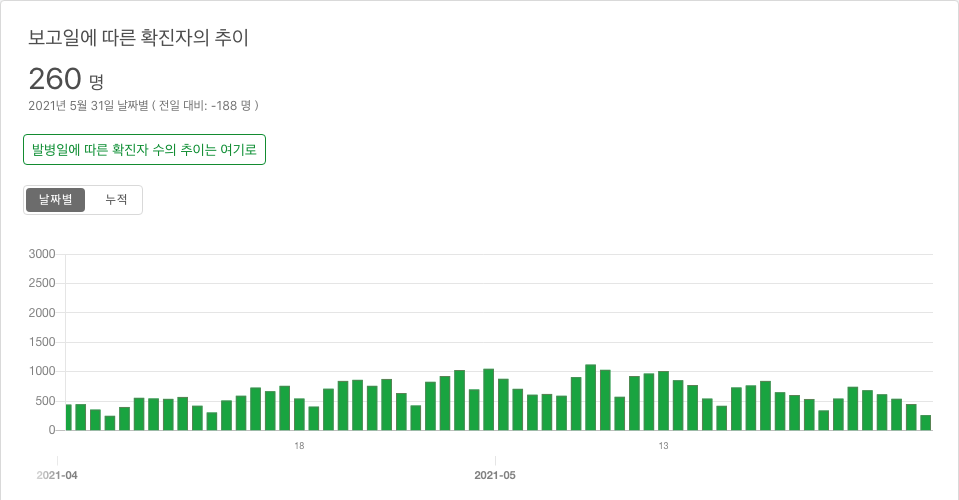 보고일에 따른 확진자의 추이
260 명
2021년 5월 31일 날짜별 ( 전일 대비: -188 명 )
발병일에 따른 확진자 수의 추이는 여기로
날짜별 누적
3000
2500
2000
1500
1000
500
0
18 13
2021-04 2021-05